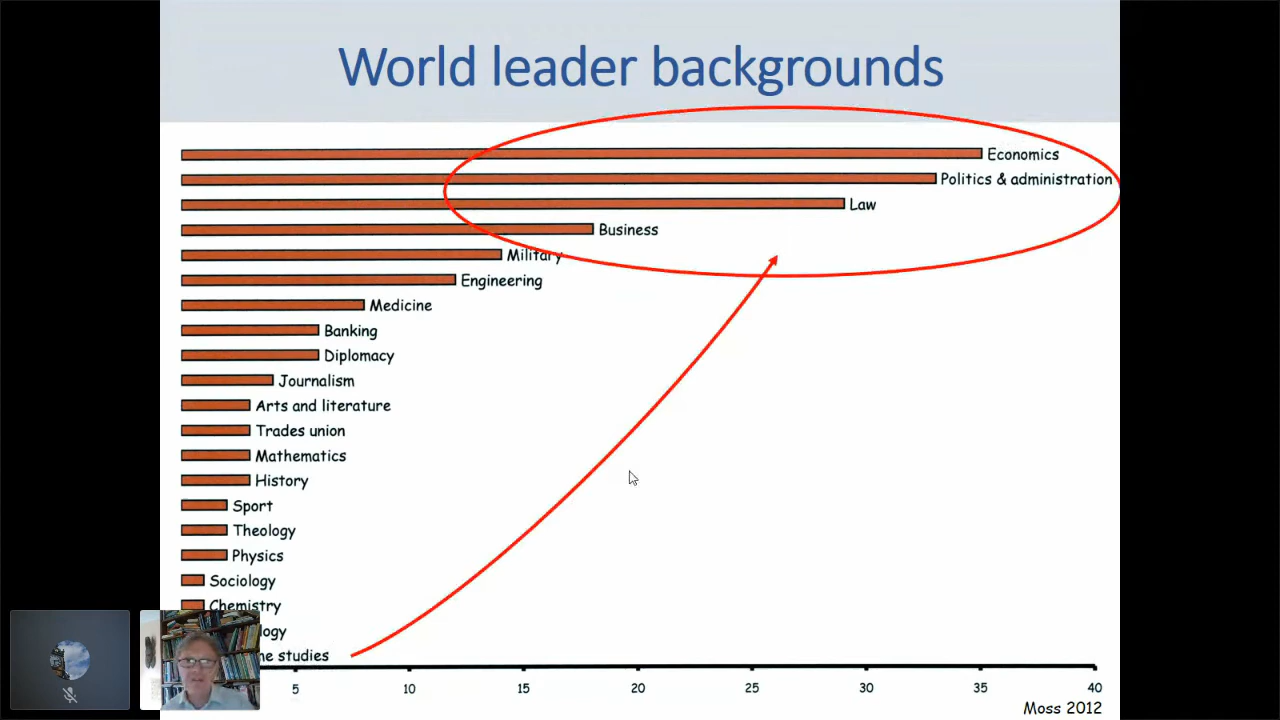 World leader backgrounds
Economics
Politics & administration
Law
Business
Military
Engineering
Medicine
Banking
Diplomacy
Journalism
Arts and literature
Trades union
Mathematics
History
Sport
Theology
Physics
Sociology
Chemistry
studies
5 10 15 20 25 30 35 40
Moss 2012